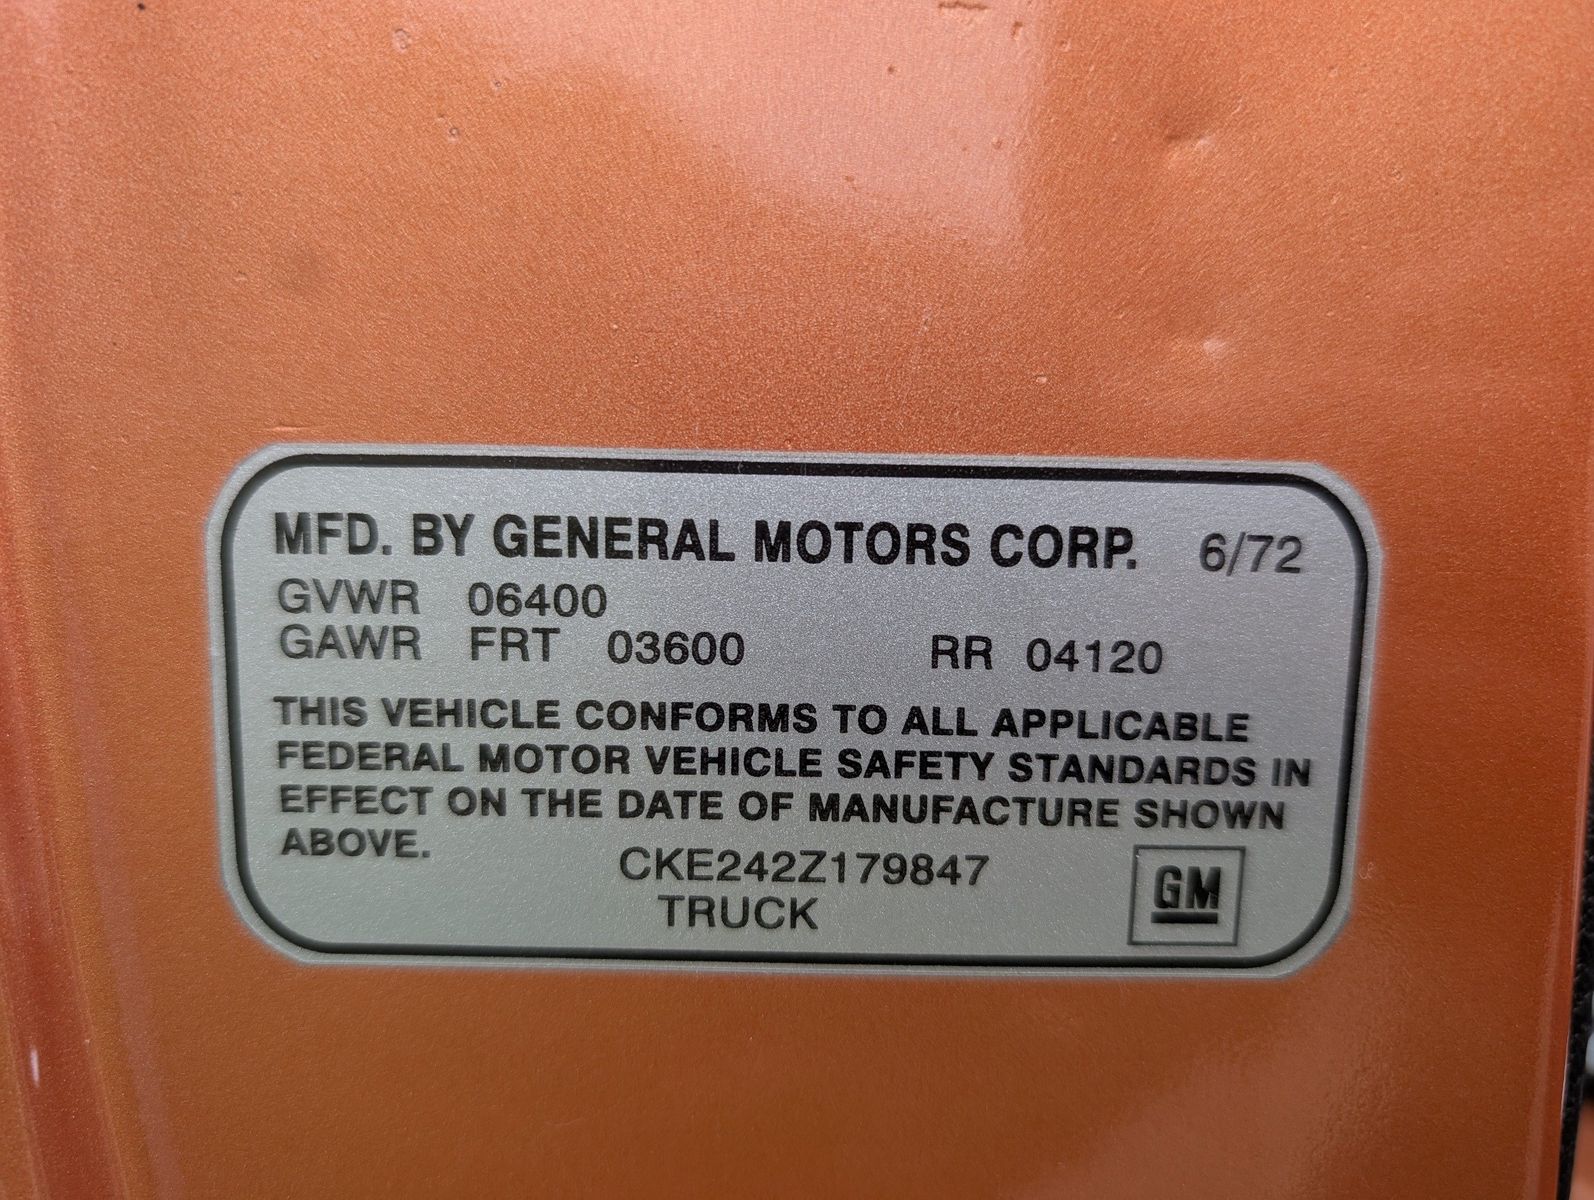 MFD. BY GENERAL MOTORS CORP. 6/72
GVWR 06400
GAWR FRT 03600 RR 04120
THIS VEHICLE CONFORMS TO ALL APPLICABLE
FEDERAL MOTOR VEHICLE SAFETY STANDARDS IN
EFFECT ON THE DATE OF MANUFACTURE SHOWN
ABOVE.
CKE242Z179847
TRUCK
GM